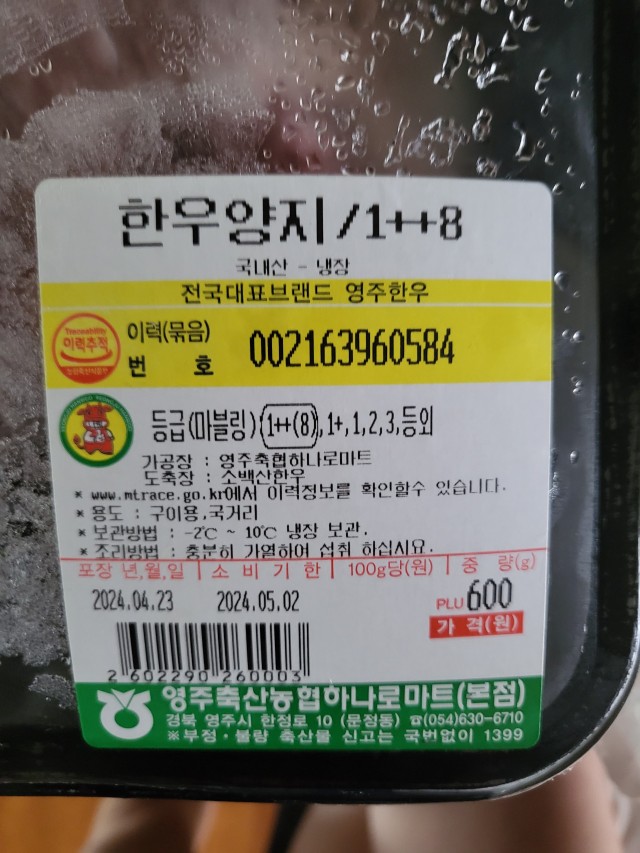 한우양지/1++8
국내산 - 냉장
전국대표브랜드 영주한우
Traceability
이력추적
이력(묶음)
번 호 002163960584
등급(마블링) 1++(8), 1+, 1, 2, 3, 등외
가공장 : 영주축협하나로마트
도축장 : 소백산한우
* www.mtrace.go.kr에서 이력정보를 확인할수 있습니다.
* 용도 : 구이용,국거리
* 보관방법 : -2℃ ~ 10℃ 냉장 보관.
* 조리방법 : 충분히 가열하여 섭취 하십시요.
포장 년,월,일 소 비 기 한 100g당(원) 중 량(g)
2024.04.23 2024.05.02 PLU 600
가 격(원)
2 602290 260003
영주축산농협하나로마트(본점)
경북 영주시 한정로 10 (문정동) ☎(054)630-6710
※부정·불량 축산물 신고는 국번없이 1399